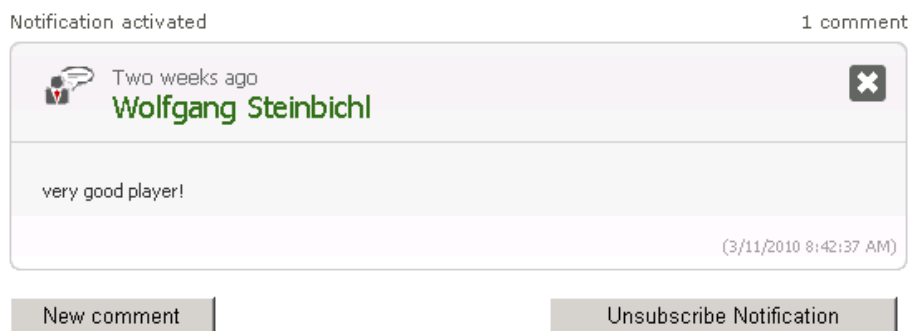 Notification activated 1 comment
Two weeks ago
Wolfgang Steinbichl
very good player!
(3/11/2010 8:42:37 AM)
New comment Unsubscribe Notification